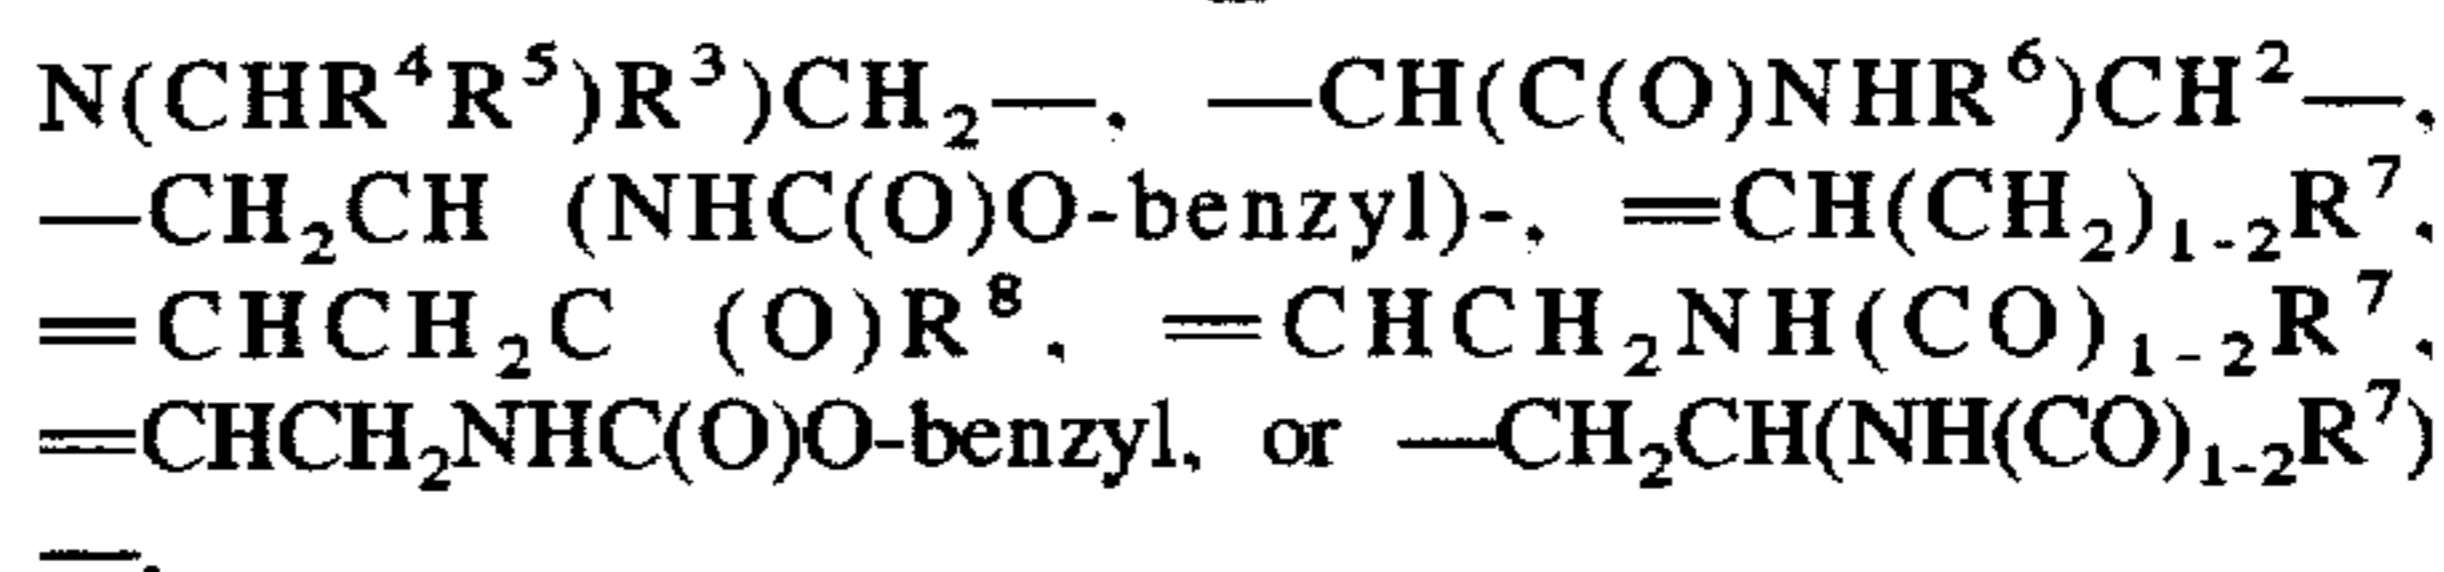 N(CHR⁴R⁵)R³)CH₂—, —CH(C(O)NHR⁶)CH²—,
—CH₂CH (NHC(O)O-benzyl)-, =CH(CH₂)₁₋₂R⁷,
=CHCH₂C (O)R⁸, =CHCH₂NH(CO)₁₋₂R⁷,
=CHCH₂NHC(O)O-benzyl, or —CH₂CH(NH(CO)₁₋₂R⁷)
—,